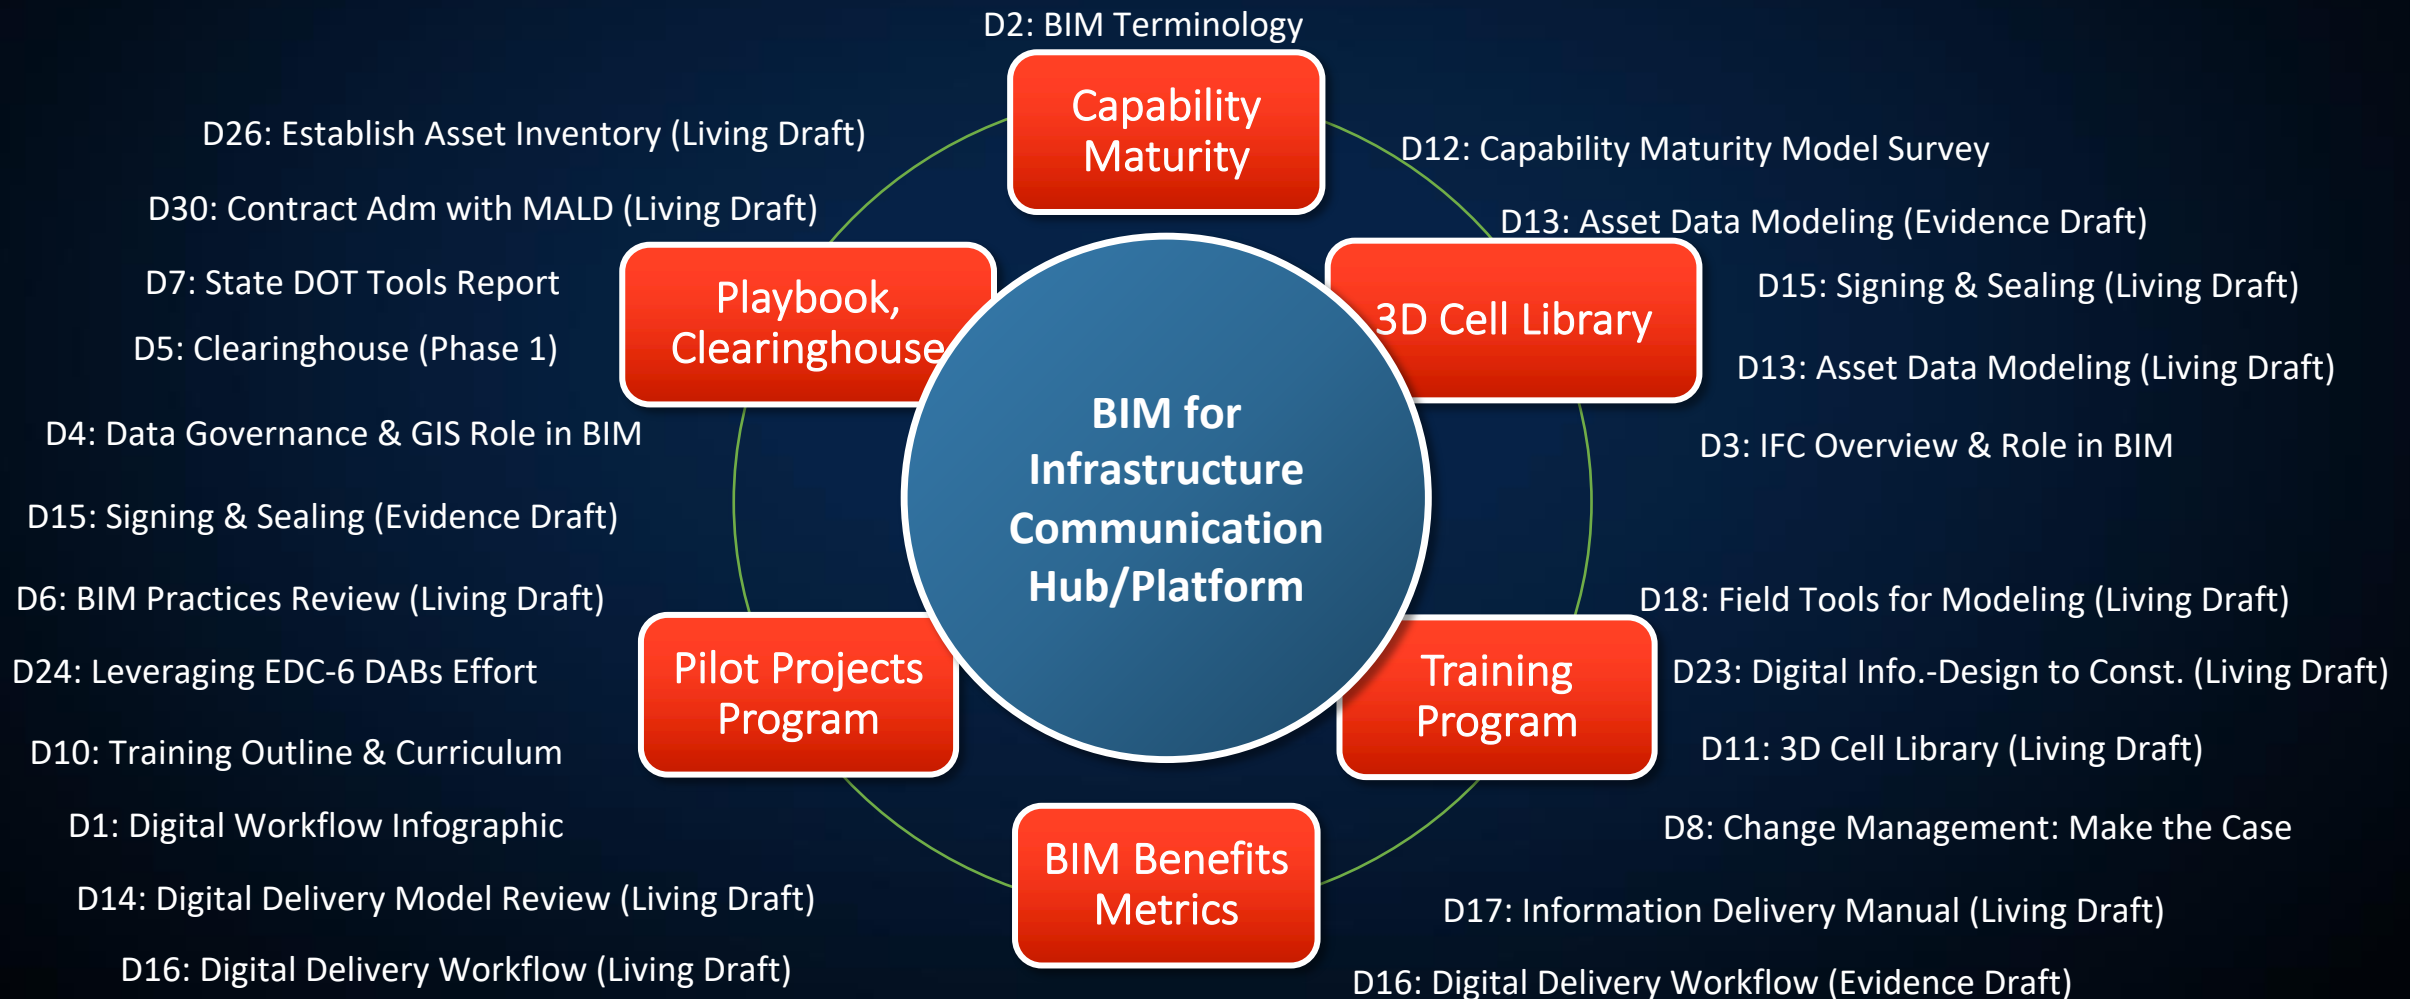 D2: BIM Terminology
Capability
Maturity
D26: Establish Asset Inventory (Living Draft)
D30: Contract Adm with MALD (Living Draft)
D7: State DOT Tools Report
D5: Clearinghouse (Phase 1)
D4: Data Governance & GIS Role in BIM
D15: Signing & Sealing (Evidence Draft)
D6: BIM Practices Review (Living Draft)
D24: Leveraging EDC-6 DABs Effort
D10: Training Outline & Curriculum
D1: Digital Workflow Infographic
D14: Digital Delivery Model Review (Living Draft)
D16: Digital Delivery Workflow (Living Draft)
Playbook,
Clearinghouse
Pilot Projects
Program
BIM for
Infrastructure
Communication
Hub/Platform
BIM Benefits
Metrics
3D Cell Library
Training
Program
D12: Capability Maturity Model Survey
D13: Asset Data Modeling (Evidence Draft)
D15: Signing & Sealing (Living Draft)
D13: Asset Data Modeling (Living Draft)
D3: IFC Overview & Role in BIM
D18: Field Tools for Modeling (Living Draft)
D23: Digital Info.-Design to Const. (Living Draft)
D11: 3D Cell Library (Living Draft)
D8: Change Management: Make the Case
D17: Information Delivery Manual (Living Draft)
D16: Digital Delivery Workflow (Evidence Draft)